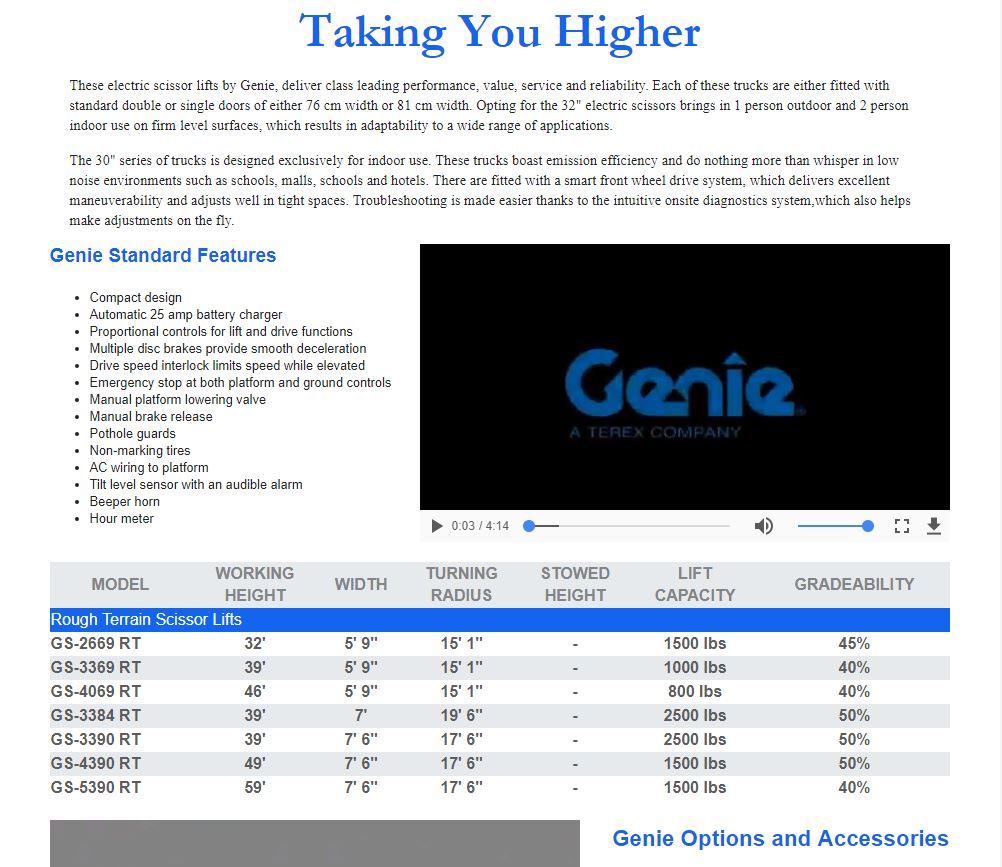 Taking You Higher
These electric scissor lifts by Genie, deliver class leading performance, value, service and reliability. Each of these trucks are either fitted with
standard double or single doors of either 76 cm width or 81 cm width. Opting for the 32" electric scissors brings in 1 person outdoor and 2 person
indoor use on firm level surfaces, which results in adaptability to a wide range of applications.
The 30" series of trucks is designed exclusively for indoor use. These trucks boast emission efficiency and do nothing more than whisper in low
noise environments such as schools, malls, schools and hotels. There are fitted with a smart front wheel drive system, which delivers excellent
maneuverability and adjusts well in tight spaces. Troubleshooting is made easier thanks to the intuitive onsite diagnostics system,which also helps
make adjustments on the fly.
Genie Standard Features
• Compact design
• Automatic 25 amp battery charger
• Proportional controls for lift and drive functions
• Multiple disc brakes provide smooth deceleration
• Drive speed interlock limits speed while elevated
• Emergency stop at both platform and ground controls
• Manual platform lowering valve
• Manual brake release
• Pothole guards
• Non-marking tires
• AC wiring to platform
• Tilt level sensor with an audible alarm
• Beeper horn
• Hour meter
Genie®
A TEREX COMPANY
0:03 / 4:14
MODEL WORKING HEIGHT WIDTH TURNING RADIUS STOWED HEIGHT LIFT CAPACITY GRADEABILITY
Rough Terrain Scissor Lifts
GS-2669 RT 32' 5' 9" 15' 1" - 1500 lbs 45%
GS-3369 RT 39' 5' 9" 15' 1" - 1000 lbs 40%
GS-4069 RT 46' 5' 9" 15' 1" - 800 lbs 40%
GS-3384 RT 39' 7' 19' 6" - 2500 lbs 50%
GS-3390 RT 39' 7' 6" 17' 6" - 2500 lbs 50%
GS-4390 RT 49' 7' 6" 17' 6" - 1500 lbs 50%
GS-5390 RT 59' 7' 6" 17' 6" - 1500 lbs 40%
Genie Options and Accessories